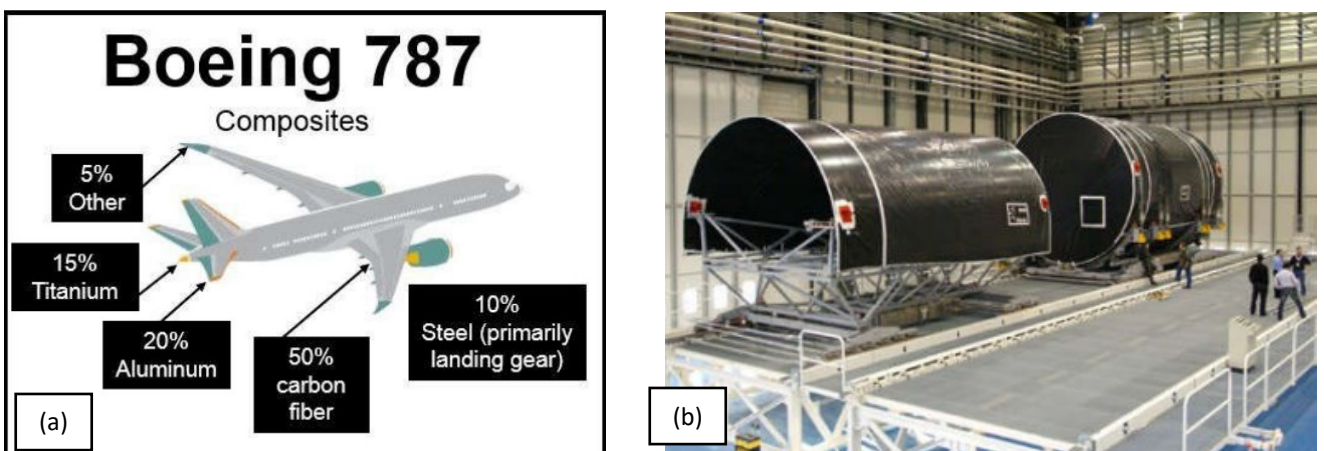 Boeing 787
Composites
5%
Other
15%
Titanium
20%
Aluminum
50%
carbon
fiber
10%
Steel (primarily
landing gear)
(a)
(b)